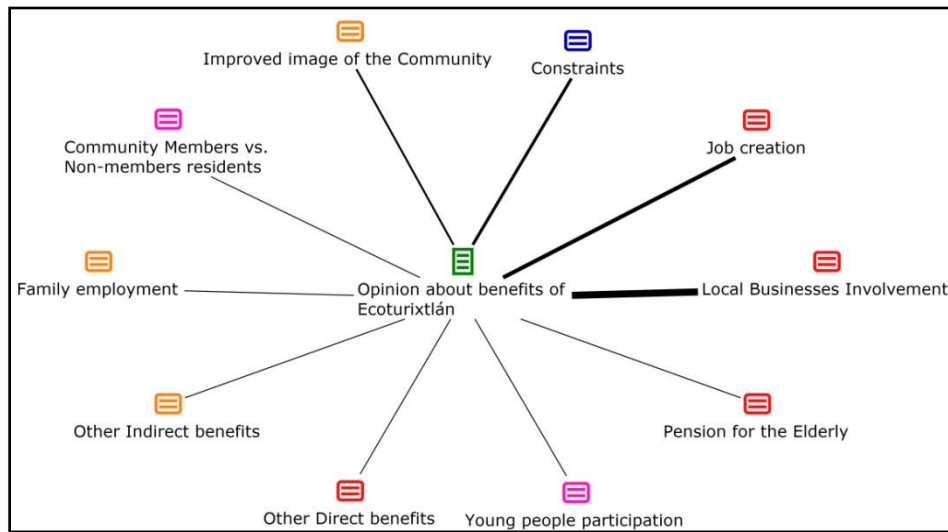 Improved image of the Community
Constraints
Community Members vs.
Non-members residents
Job creation
Family employment
Opinion about benefits of
Ecoturixtlán
Local Businesses Involvement
Other Indirect benefits
Pension for the Elderly
Other Direct benefits
Young people participation